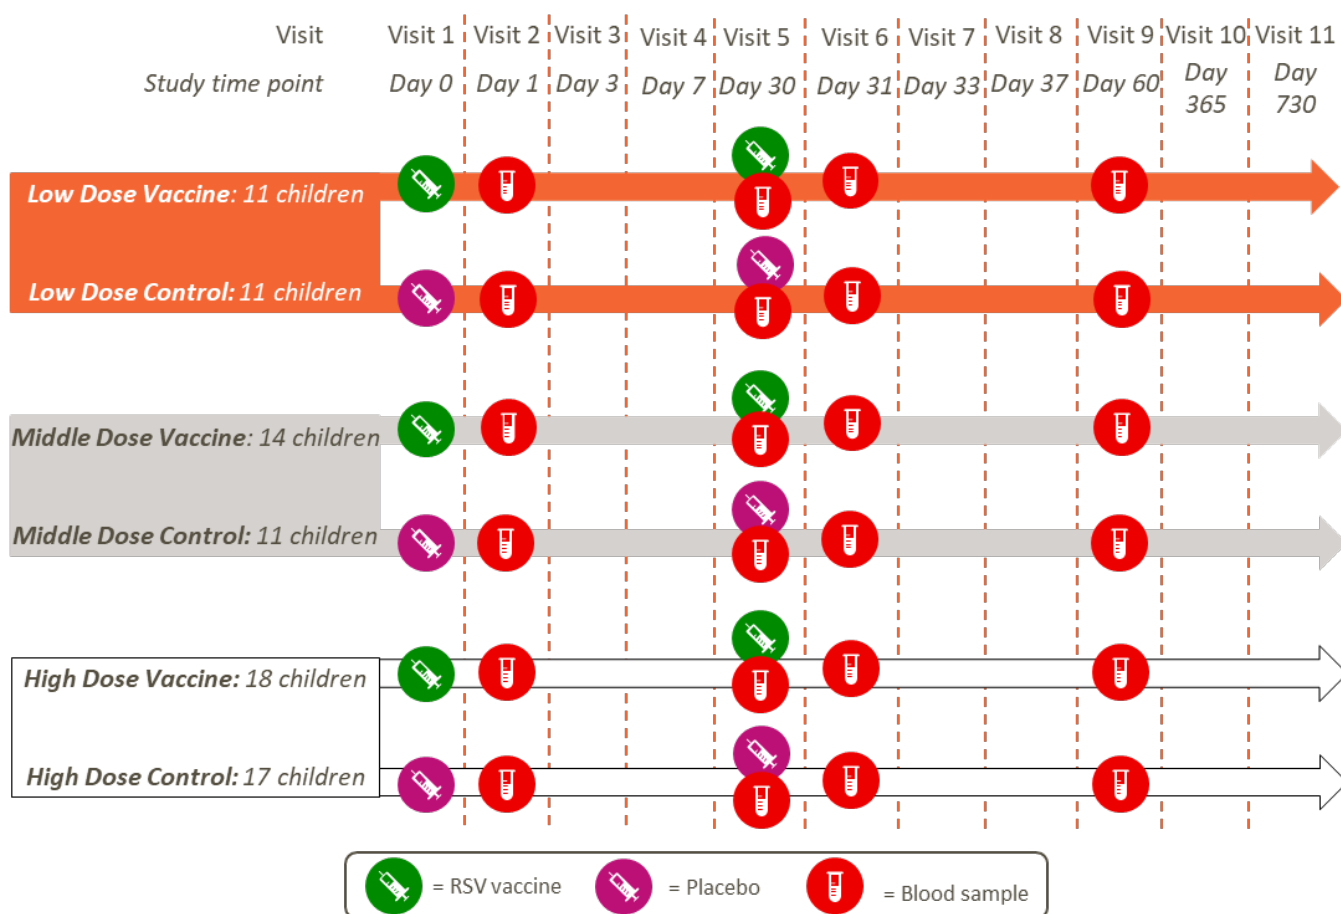 Visit Visit 1 Visit 2 Visit 3 Visit 4 Visit 5 Visit 6 Visit 7 Visit 8 Visit 9 Visit 10 Visit 11
Study time point Day 0 Day 1 Day 3 Day 7 Day 30 Day 31 Day 33 Day 37 Day 60 Day 365 Day 730
Low Dose Vaccine: 11 children
Low Dose Control: 11 children
Middle Dose Vaccine: 14 children
Middle Dose Control: 11 children
High Dose Vaccine: 18 children
High Dose Control: 17 children
= RSV vaccine = Placebo = Blood sample